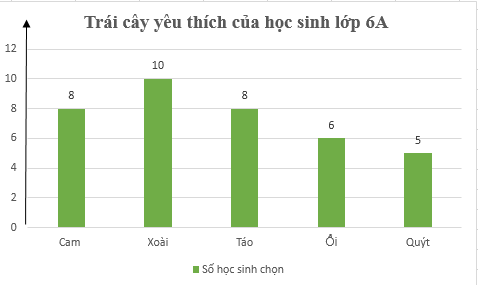 Trái cây yêu thích của học sinh lớp 6A
12
10
8
6
4
2
0
8
10
8
6
5
Cam
Xoài
Táo
Ổi
Quýt
Số học sinh chọn